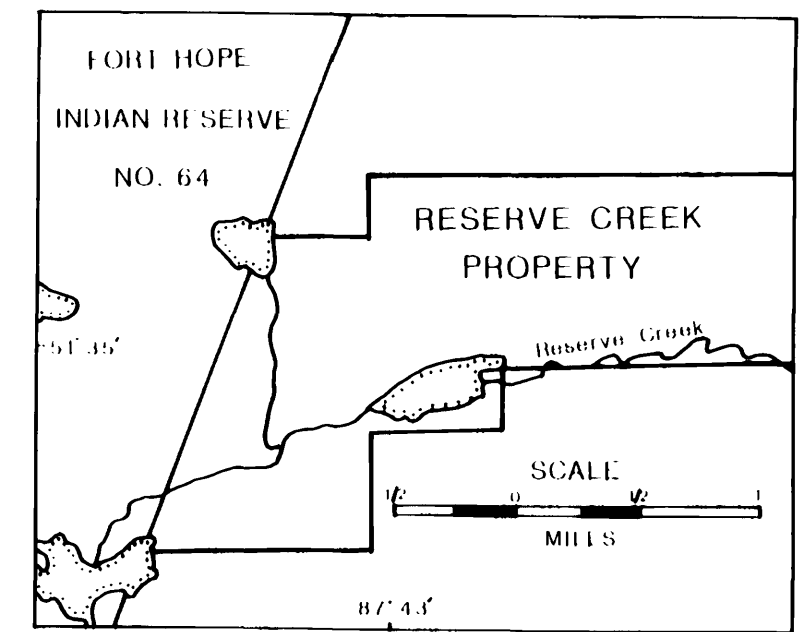 FORT HOPE
INDIAN RESERVE
NO. 64
RESERVE CREEK
PROPERTY
51° 35'
Reserve Creek
SCALE
1/2 0 1/2 1
MILES
87° 43'